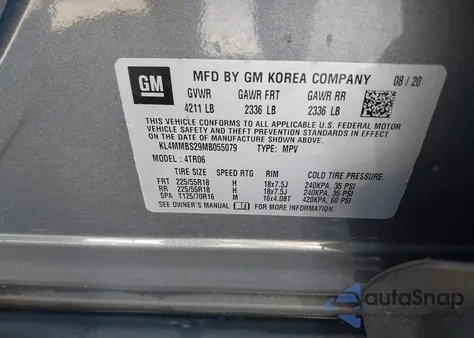 GM
MFD BY GM KOREA COMPANY 08/20
GVWR GAWR FRT GAWR RR
4211 LB 2336 LB 2336 LB
THIS VEHICLE CONFORMS TO ALL APPLICABLE U.S. FEDERAL MOTOR
VEHICLE SAFETY, BUMPER, AND THEFT PREVENTION STANDARDS IN
EFFECT ON THE DATE OF MANUFACTURE SHOWN ABOVE.
KL4MMBS29MB055079 TYPE: MPV
MODEL: 4TR06
TIRE SIZE SPEED RTG RIM COLD TIRE PRESSURE
FRT 225/55R18 H 18x7.5J 240KPA, 35 PSI
RR 225/55R18 H 18x7.5J 240KPA, 35 PSI
SPA T125/70R16 M 16x4.0BT 420KPA, 60 PSI
SEE OWNER'S MANUAL FOR ADDITIONAL INFORMATION.
autoSnap